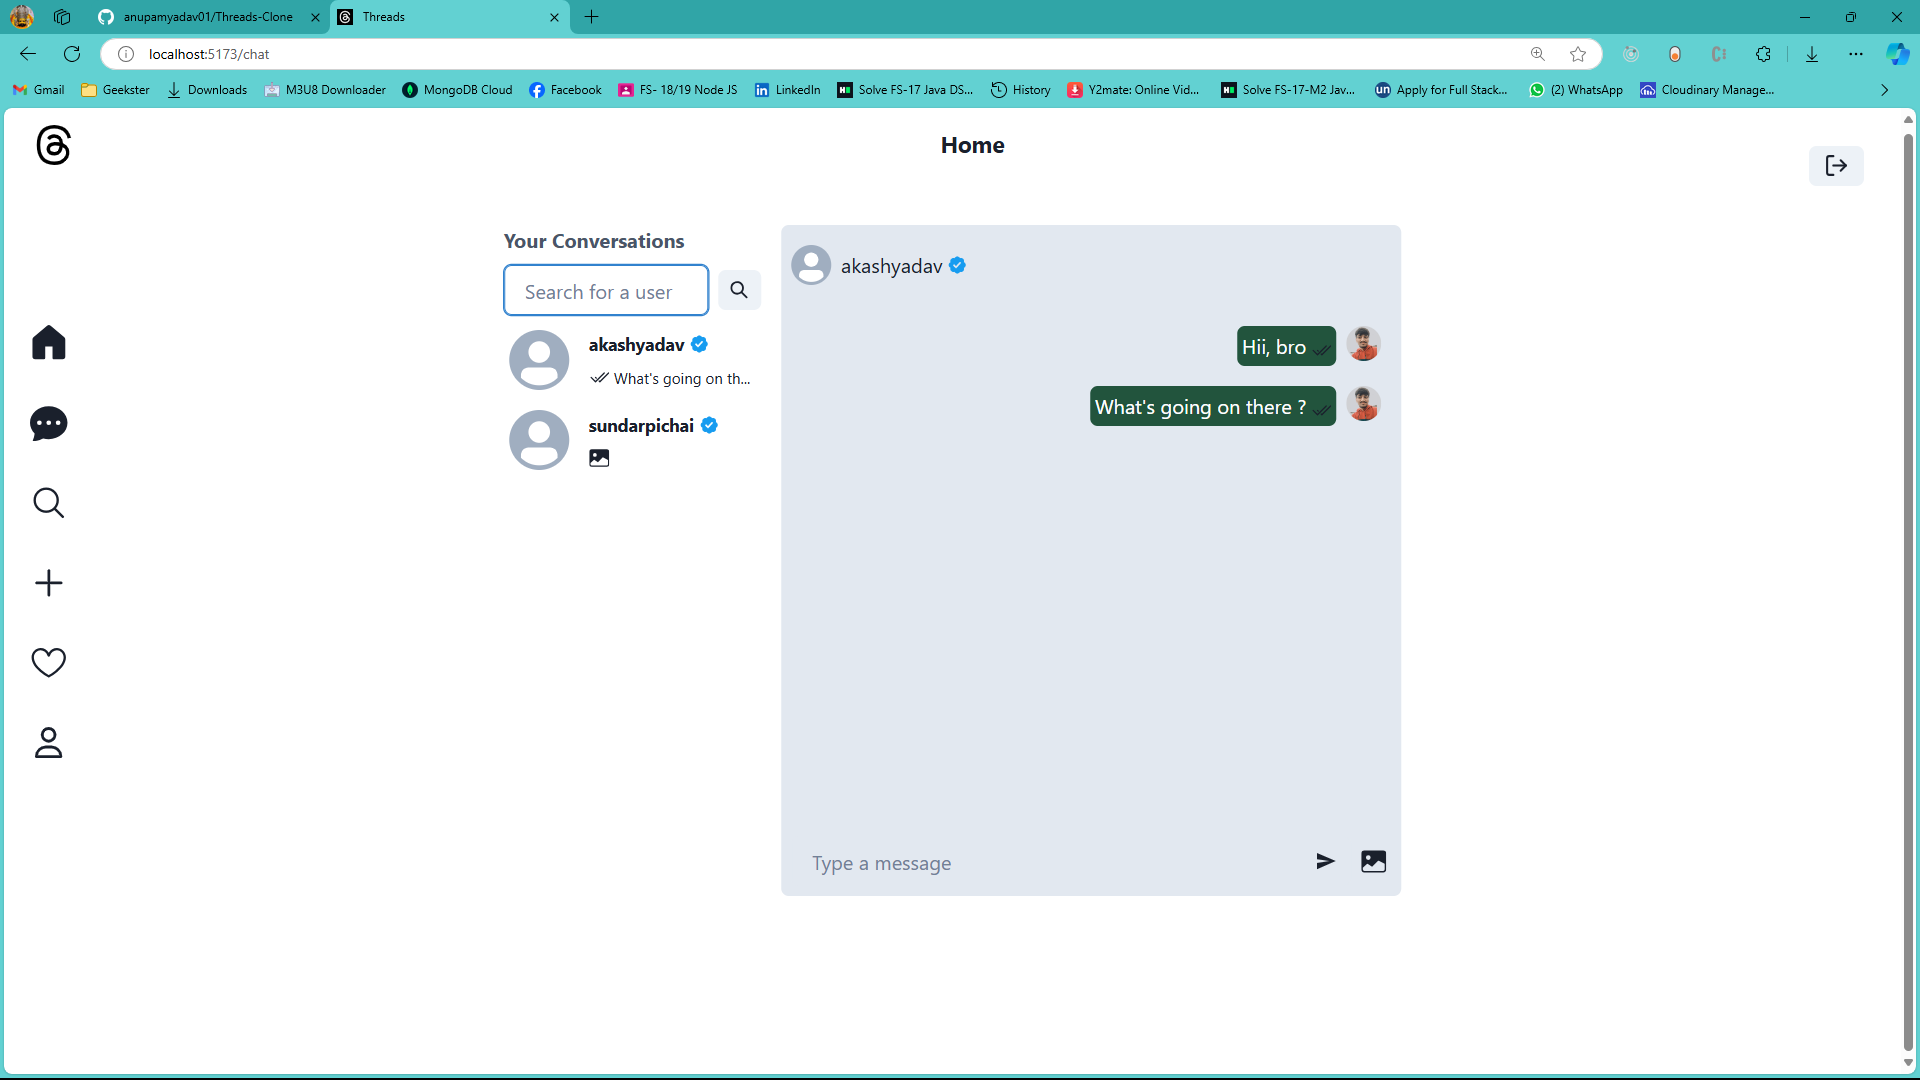 anupamyadav01/Threads-Clone
Threads
localhost:5173/chat
Gmail
Geekster
Downloads
M3U8 Downloader
MongoDB Cloud
Facebook
FS- 18/19 Node JS
LinkedIn
Solve FS-17 Java DS...
History
Y2mate: Online Vid...
Solve FS-17-M2 Jav...
Apply for Full Stack...
(2) WhatsApp
Cloudinary Manage...
Home
Your Conversations
Search for a user
akashyadav
What's going on th...
sundarpichai
akashyadav
Hii, bro
What's going on there ?
Type a message